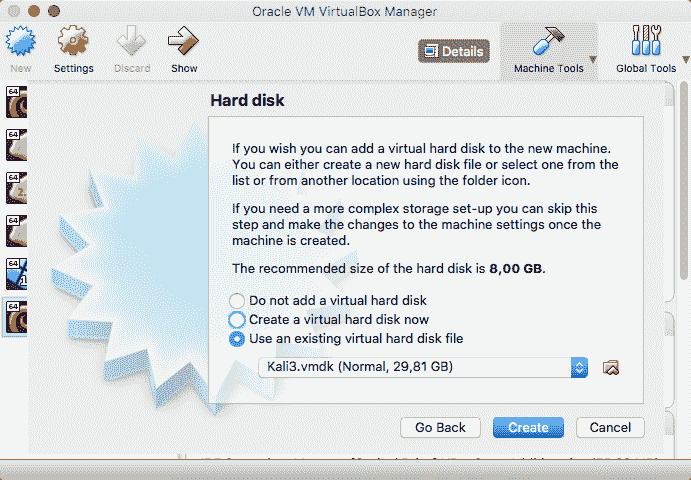 Oracle VM VirtualBox Manager
New
Settings
Discard
Show
Details
Machine Tools
Global Tools
64
64
64
64
64
64
Hard disk
If you wish you can add a virtual hard disk to the new machine.
You can either create a new hard disk file or select one from the
list or from another location using the folder icon.
If you need a more complex storage set-up you can skip this
step and make the changes to the machine settings once the
machine is created.
The recommended size of the hard disk is 8,00 GB.
Do not add a virtual hard disk
Create a virtual hard disk now
Use an existing virtual hard disk file
Kali3.vmdk (Normal, 29,81 GB)
Go Back
Create
Cancel